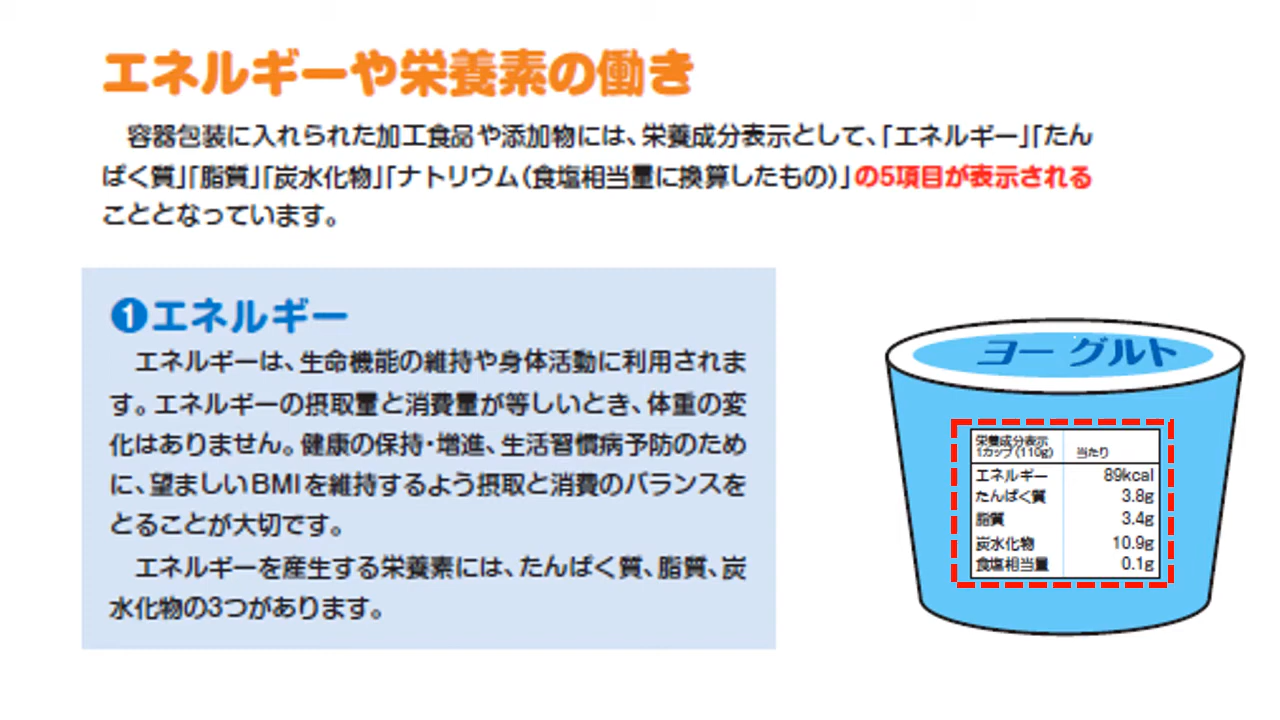 エネルギーや栄養素の働き
容器包装に入れられた加工食品や添加物には、栄養成分表示として、「エネルギー」「たん
ぱく質」「脂質」「炭水化物」「ナトリウム（食塩相当量に換算したもの）」の5項目が表示される
こととなっています。
❶エネルギー
エネルギーは、生命機能の維持や身体活動に利用されま
す。エネルギーの摂取量と消費量が等しいとき、体重の変
化はありません。健康の保持・増進、生活習慣病予防のため
に、望ましいBMIを維持するよう摂取と消費のバランスを
とることが大切です。
エネルギーを産生する栄養素には、たんぱく質、脂質、炭
水化物の3つがあります。
ヨーグルト
栄養成分表示
1カップ(110g) 当たり
エネルギー 89kcal
たんぱく質 3.8g
脂質 3.4g
炭水化物 10.9g
食塩相当量 0.1g